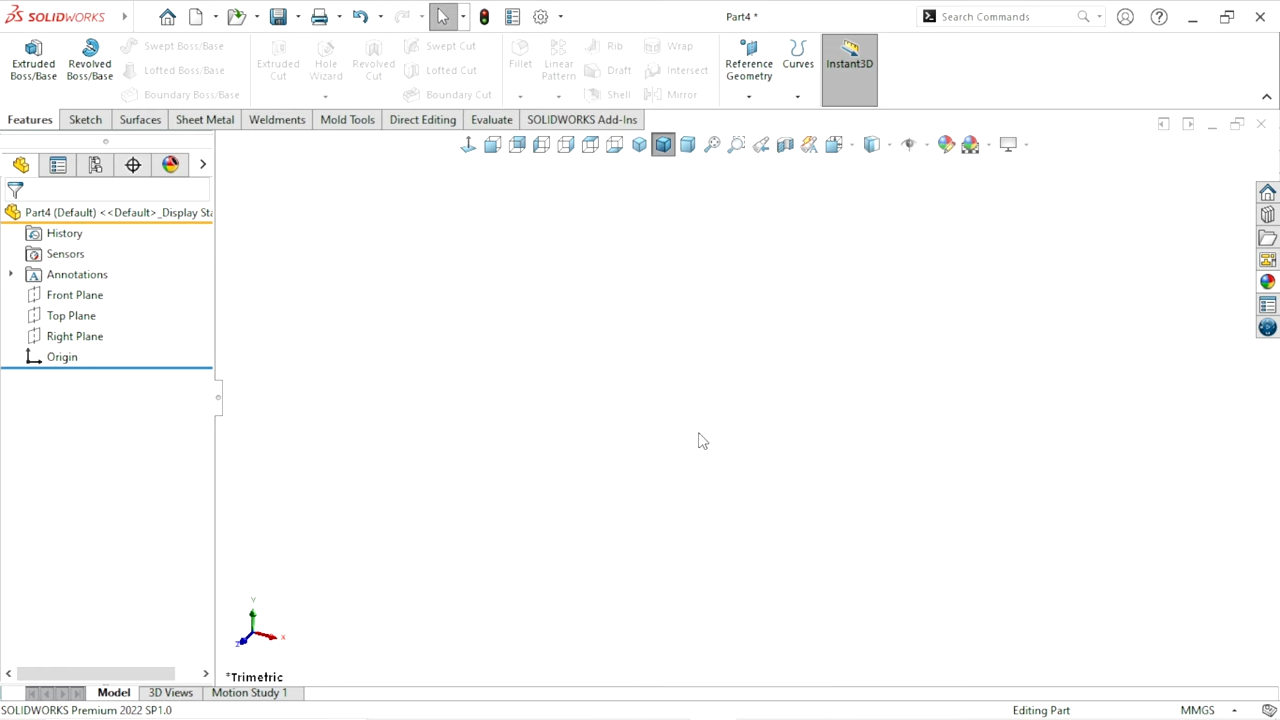 SOLIDWORKS
Part4 *
Search Commands
Extruded Boss/Base
Revolved Boss/Base
Swept Boss/Base
Lofted Boss/Base
Boundary Boss/Base
Extruded Cut
Hole Wizard
Revolved Cut
Swept Cut
Lofted Cut
Boundary Cut
Fillet
Linear Pattern
Rib
Draft
Shell
Wrap
Intersect
Mirror
Reference Geometry
Curves
Instant3D
Features
Sketch
Surfaces
Sheet Metal
Weldments
Mold Tools
Direct Editing
Evaluate
SOLIDWORKS Add-Ins
Part4 (Default) <<Default>_Display Sta
History
Sensors
Annotations
Front Plane
Top Plane
Right Plane
Origin
Y
X
Z
*Trimetric
Model
3D Views
Motion Study 1
SOLIDWORKS Premium 2022 SP1.0
Editing Part
MMGS